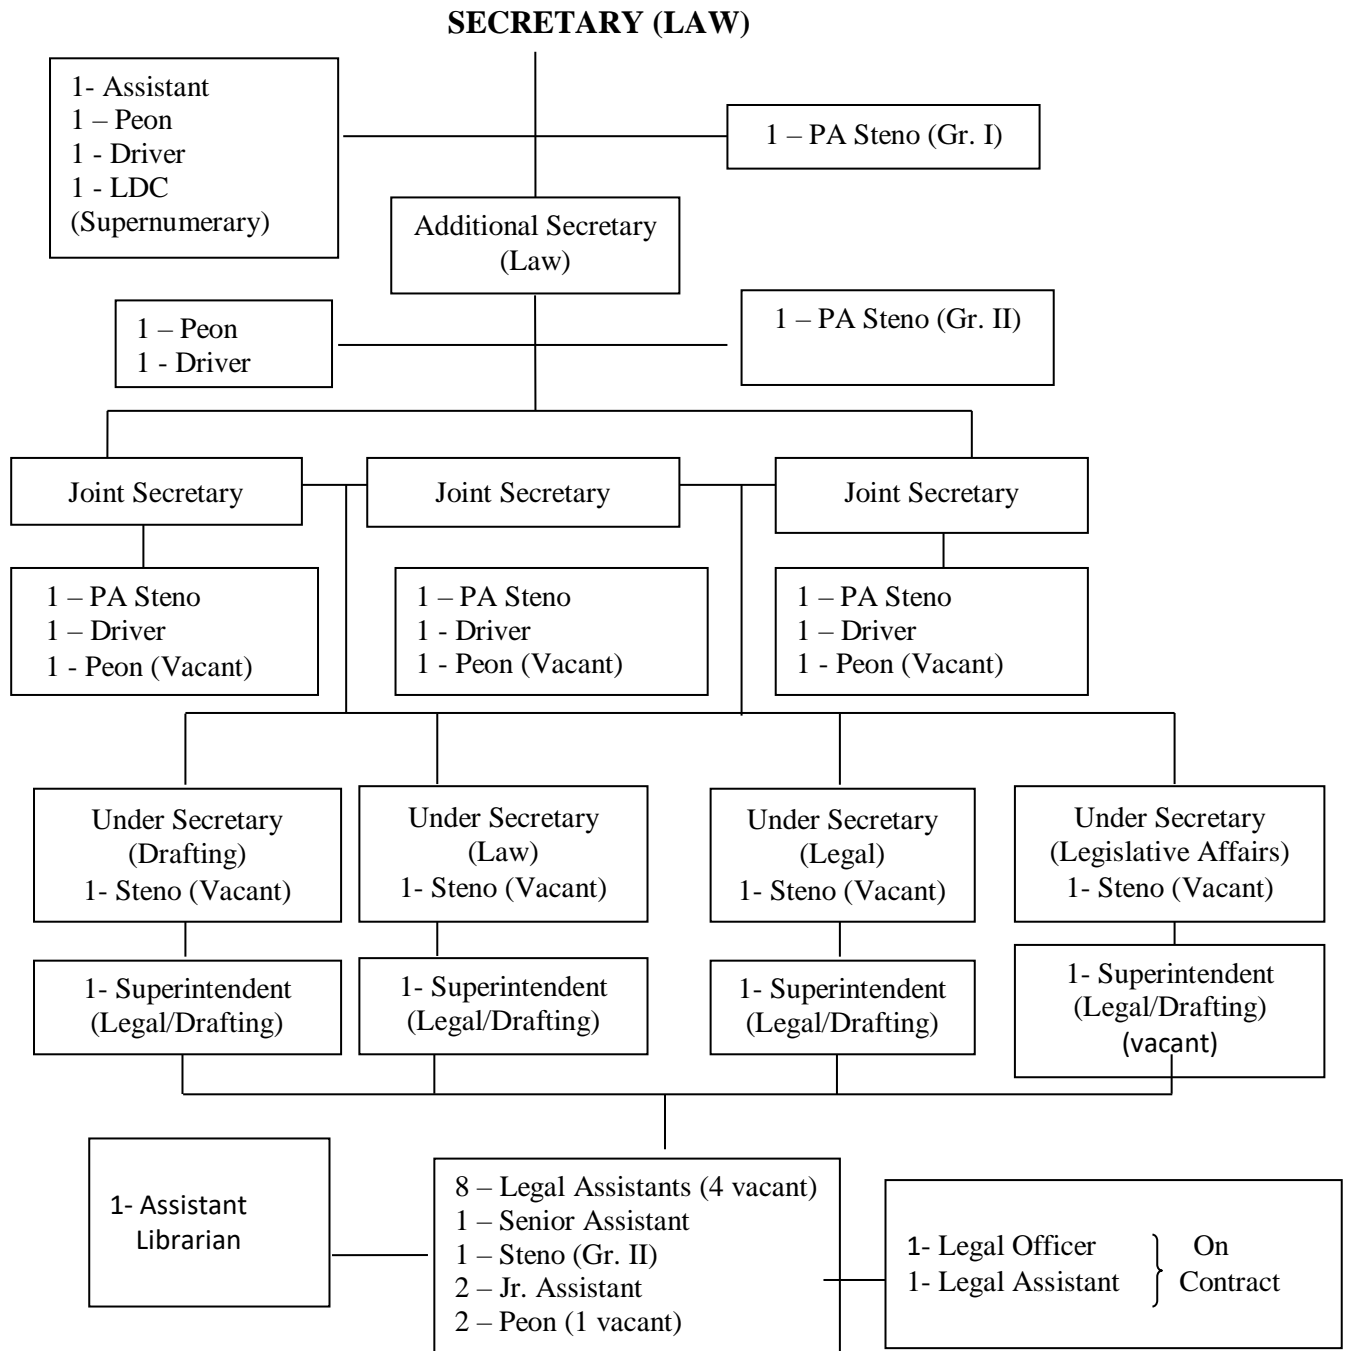 SECRETARY (LAW)
1- Assistant
1 – Peon
1 - Driver
1 - LDC
(Supernumerary)
1 – PA Steno (Gr. I)
Additional Secretary
(Law)
1 – Peon
1 - Driver
1 – PA Steno (Gr. II)
Joint Secretary
Joint Secretary
Joint Secretary
1 – PA Steno
1 – Driver
1 - Peon (Vacant)
1 – PA Steno
1 - Driver
1 - Peon (Vacant)
1 – PA Steno
1 – Driver
1 - Peon (Vacant)
Under Secretary
(Drafting)
1- Steno (Vacant)
Under Secretary
(Law)
1- Steno (Vacant)
Under Secretary
(Legal)
1- Steno (Vacant)
Under Secretary
(Legislative Affairs)
1- Steno (Vacant)
1- Superintendent
(Legal/Drafting)
1- Superintendent
(Legal/Drafting)
1- Superintendent
(Legal/Drafting)
1- Superintendent
(Legal/Drafting)
(vacant)
1- Assistant
Librarian
8 – Legal Assistants (4 vacant)
1 – Senior Assistant
1 – Steno (Gr. II)
2 – Jr. Assistant
2 – Peon (1 vacant)
1- Legal Officer
1- Legal Assistant
On
Contract